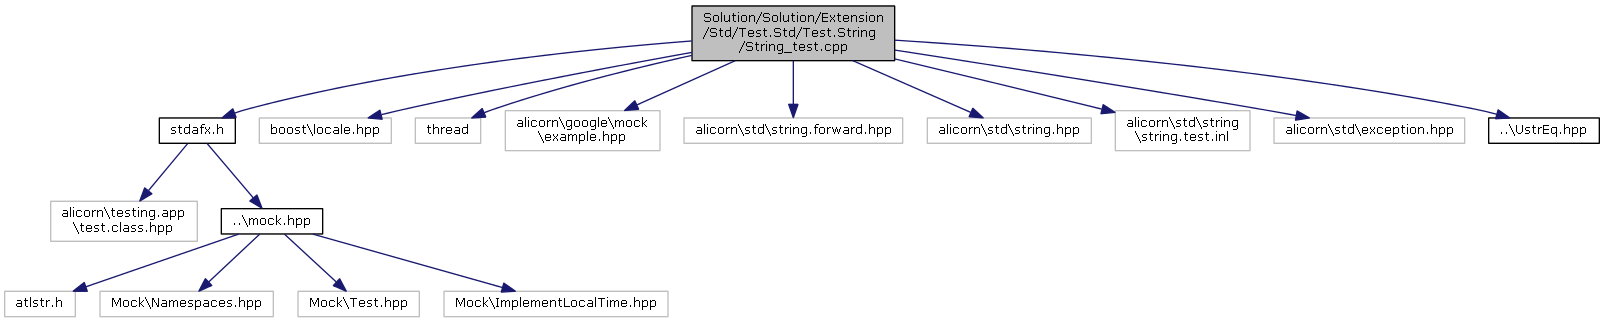 Solution/Solution/Extension
/Std/Test.Std/Test.String
/String_test.cpp
stdafx.h
boost\locale.hpp
thread
alicorn\google\mock
\example.hpp
alicorn\std\string.forward.hpp
alicorn\std\string.hpp
alicorn\std\string
\string.test.inl
alicorn\std\exception.hpp
..\UstrEq.hpp
alicorn\testing.app
\test.class.hpp
..\mock.hpp
atlstr.h
Mock\Namespaces.hpp
Mock\Test.hpp
Mock\ImplementLocalTime.hpp